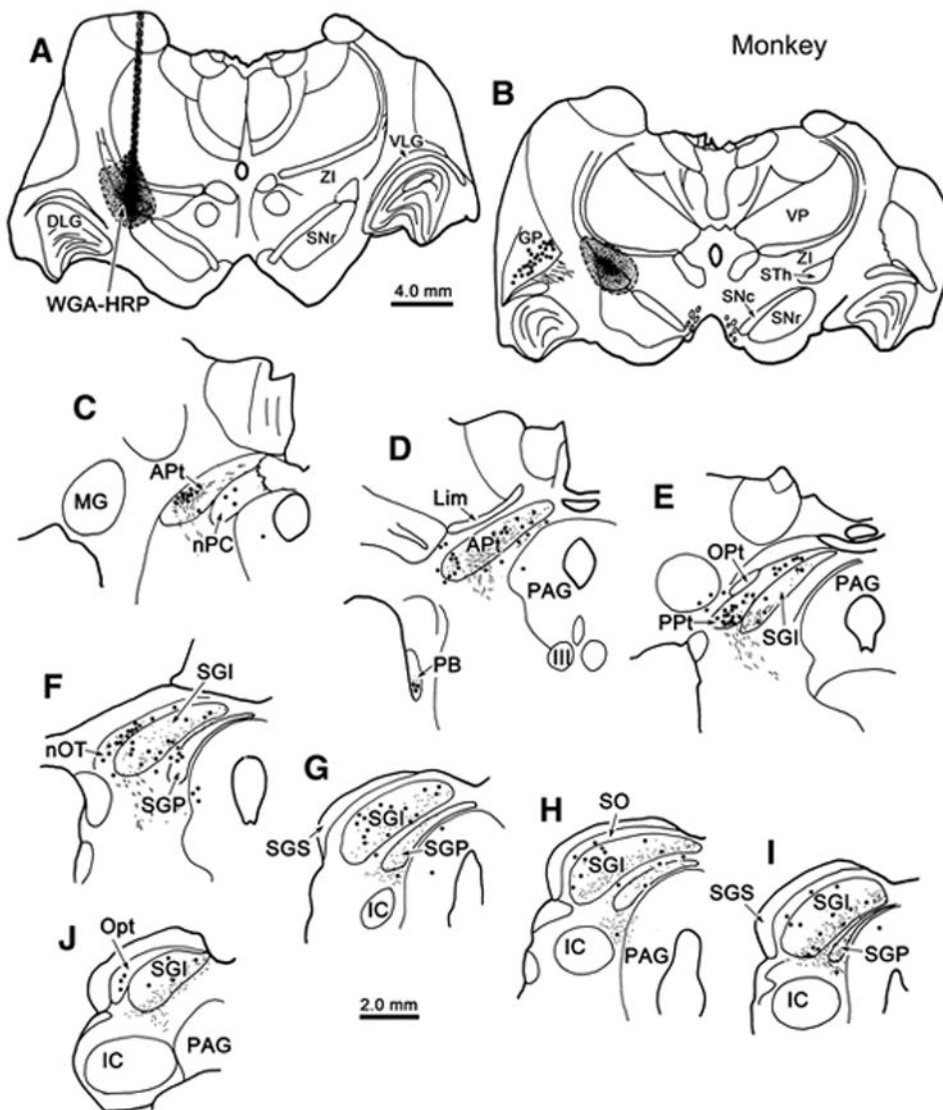 Monkey
A
VLG
ZI
DLG
SNr
WGA-HRP
4.0 mm
B
GP
VP
ZI
STh
SNc
SNr
C
MG
APt
nPC
D
Lim
APt
PAG
III
PB
E
OPt
PAG
PPt
SGI
F
SGI
nOT
SGP
G
SGS
SGI
SGP
IC
H
SO
SGI
IC
PAG
I
SGS
SGI
SGP
IC
J
Opt
SGI
IC
PAG
2.0 mm